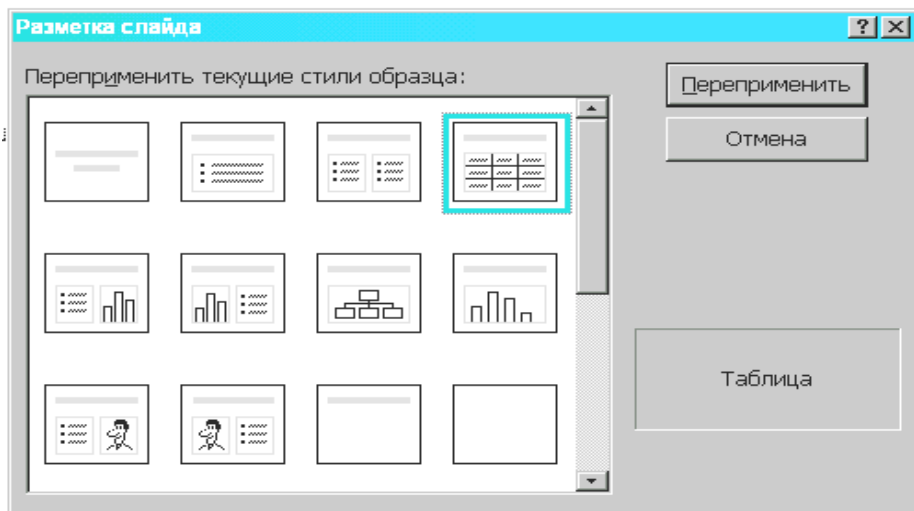 Разметка слайда
Переприменить текущие стили образца:
Переприменить
Отмена
Таблица